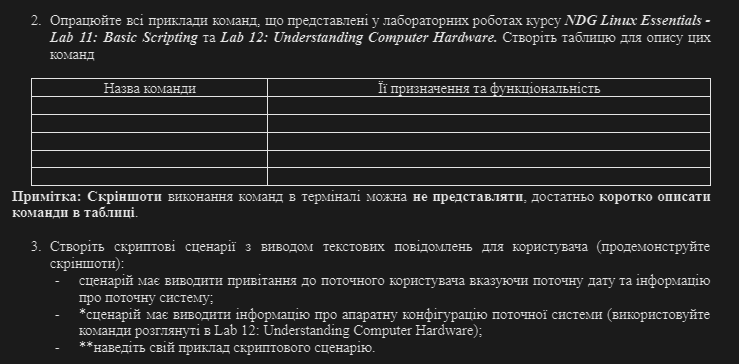 2. Опрацюйте всі приклади команд, що представлені у лабораторних роботах курсу NDG Linux Essentials -
Lab 11: Basic Scripting та Lab 12: Understanding Computer Hardware. Створіть таблицю для опису цих
команд
Назва команди Її призначення та функціональність
Примітка: Скріншоти виконання команд в терміналі можна не представляти, достатньо коротко описати
команди в таблиці.
3. Створіть скриптові сценарії з виводом текстових повідомлень для користувача (продемонструйте
скріншоти):
- сценарій має виводити привітання до поточного користувача вказуючи поточну дату та інформацію
про поточну систему;
- *сценарій має виводити інформацію про апаратну конфігурацію поточної системи (використовуйте
команди розглянуті в Lab 12: Understanding Computer Hardware);
- **наведіть свій приклад скриптового сценарію.